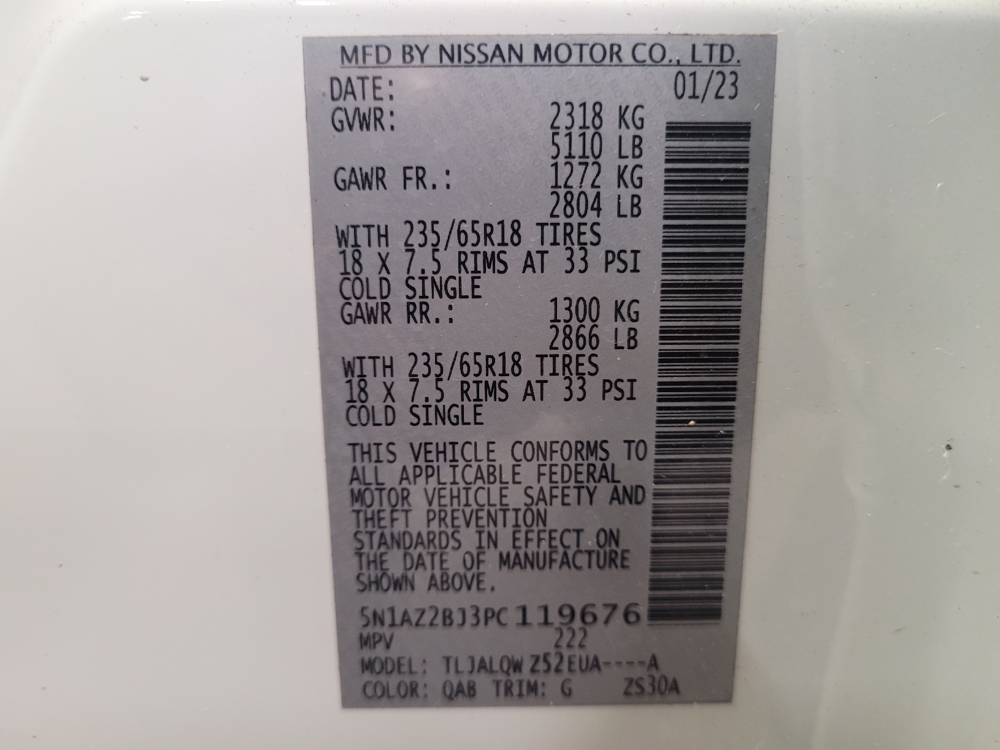 MFD BY NISSAN MOTOR CO., LTD.
DATE: 01/23
GVWR: 2318 KG
5110 LB
GAWR FR.: 1272 KG
2804 LB
WITH 235/65R18 TIRES
18 X 7.5 RIMS AT 33 PSI
COLD SINGLE
GAWR RR.: 1300 KG
2866 LB
WITH 235/65R18 TIRES
18 X 7.5 RIMS AT 33 PSI
COLD SINGLE
THIS VEHICLE CONFORMS TO
ALL APPLICABLE FEDERAL
MOTOR VEHICLE SAFETY AND
THEFT PREVENTION
STANDARDS IN EFFECT ON
THE DATE OF MANUFACTURE
SHOWN ABOVE.
5N1AZ2BJ3PC119676
MPV 222
MODEL: TLJALQW Z52EUA----A
COLOR: QAB TRIM: G ZS30A